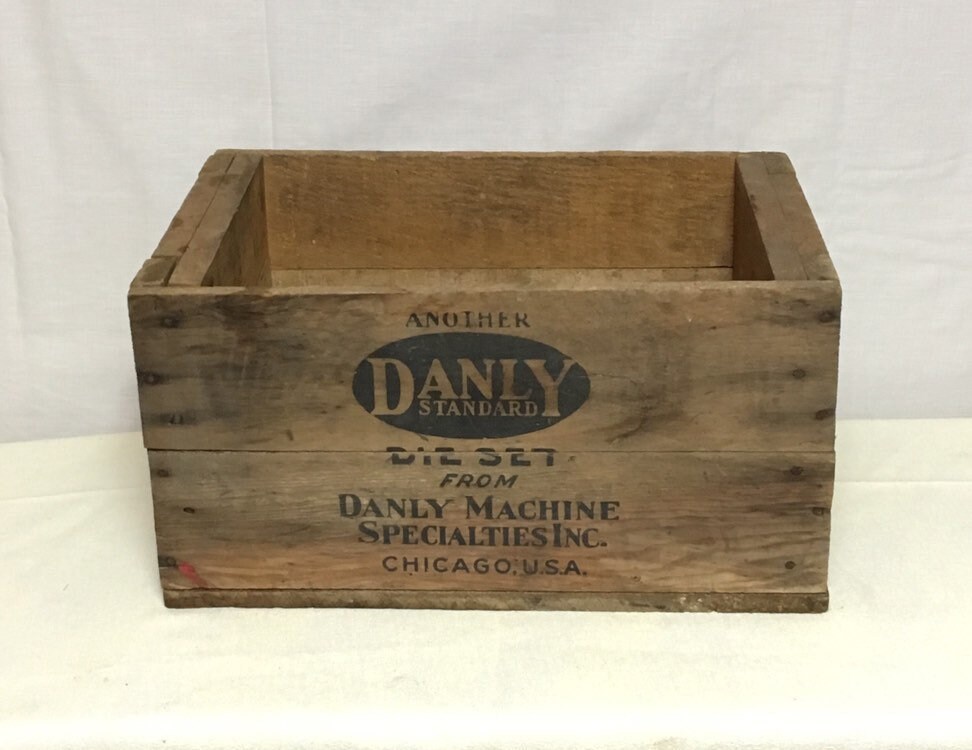 ANOTHER
DANLY
STANDARD
DIE SET
FROM
DANLY MACHINE
SPECIALTIES INC.
CHICAGO, U.S.A.